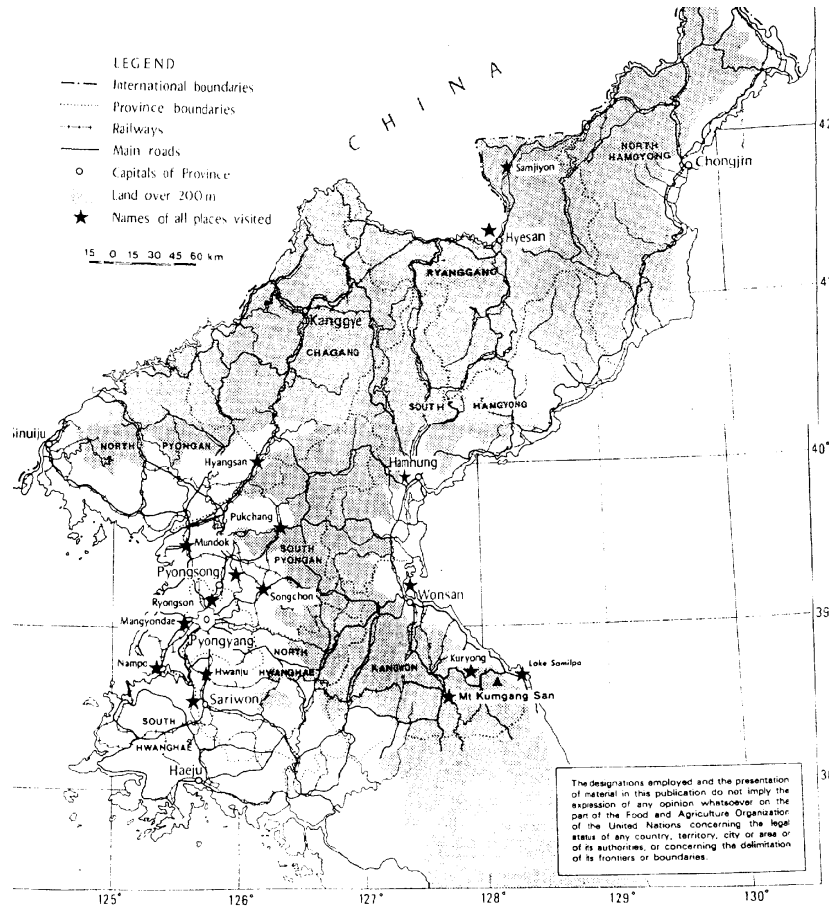 LEGEND
International boundaries
Province boundaries
Railways
Main roads
Capitals of Province
Land over 200m
Names of all places visited
15 0 15 30 45 60 km
CHINA
42
NORTH
HAMGYONG
Chongjin
Samjiyon
Hyesan
RYANGGANG
41
Kanggye
CHAGANG
SOUTH HAMGYONG
Sinuiju
NORTH PYONGAN
Hyangsan
Hamhung
40°
Pukchang
Mundok
SOUTH
PYONGAN
Pyongsong
Ryongson
Songchon
Wonsan
39
Mangyondae
Pyongyang
Nampo
Hwanju
NORTH
HWANGHAE
KANGWON
Kuryong
Lake Samilpo
Mt Kumgang San
Sariwon
SOUTH
HWANGHAE
Haeju
38
The designations employed and the presentation
of material in this publication do not imply the
expression of any opinion whatsoever on the
part of the Food and Agriculture Organization
of the United Nations concerning the legal
status of any country, territory, city or area or
of its authorities, or concerning the delimitation
of its frontiers or boundaries.
125° 126° 127° 128° 129° 130°